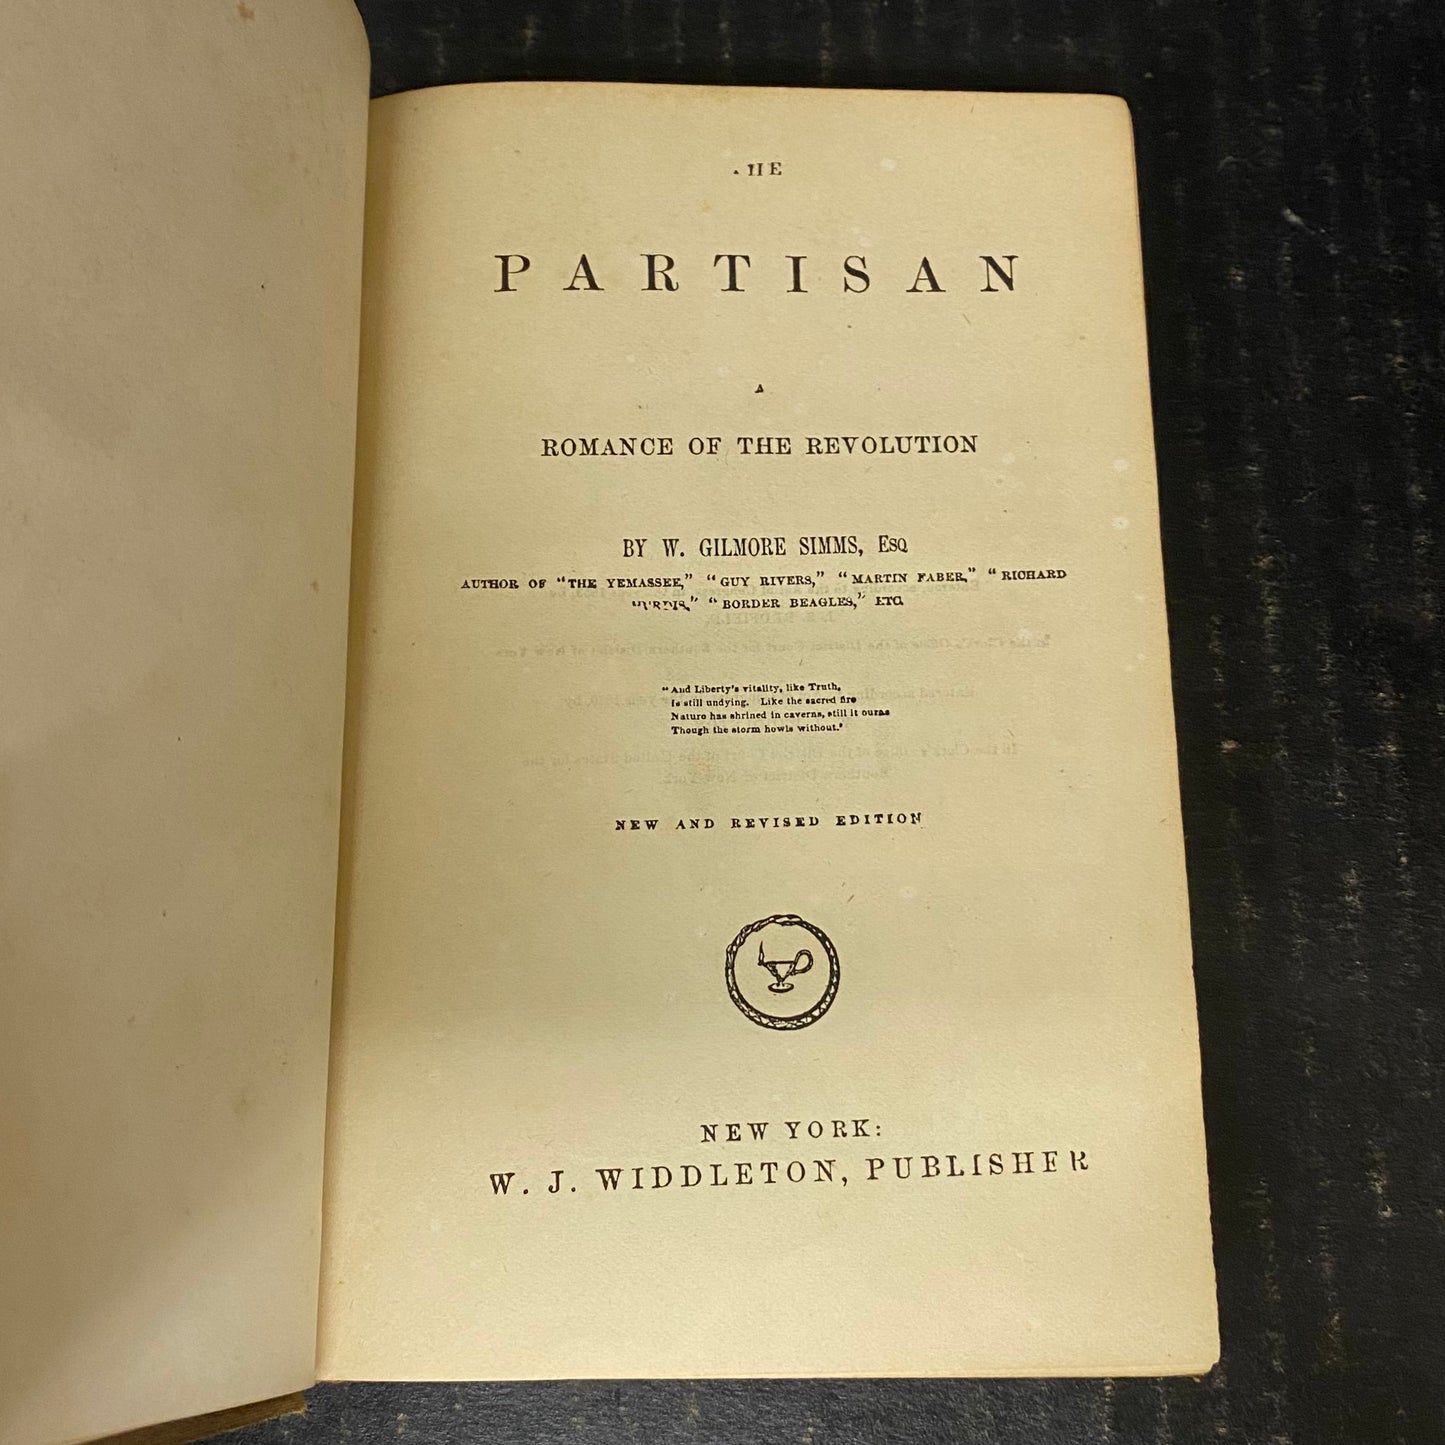 HE
PARTISAN
A
ROMANCE OF THE REVOLUTION
BY W. GILMORE SIMMS, ESQ
AUTHOR OF "THE YEMASSEE," "GUY RIVERS," "MARTIN FABER," "RICHARD
HURDIS," "BORDER BEAGLES," ETC.
"And Liberty's vitality, like Truth,
Is still undying. Like the sacred fire
Nature has shrined in caverns, still it burns
Though the storm howls without."
NEW AND REVISED EDITION
NEW YORK:
W. J. WIDDLETON, PUBLISHER